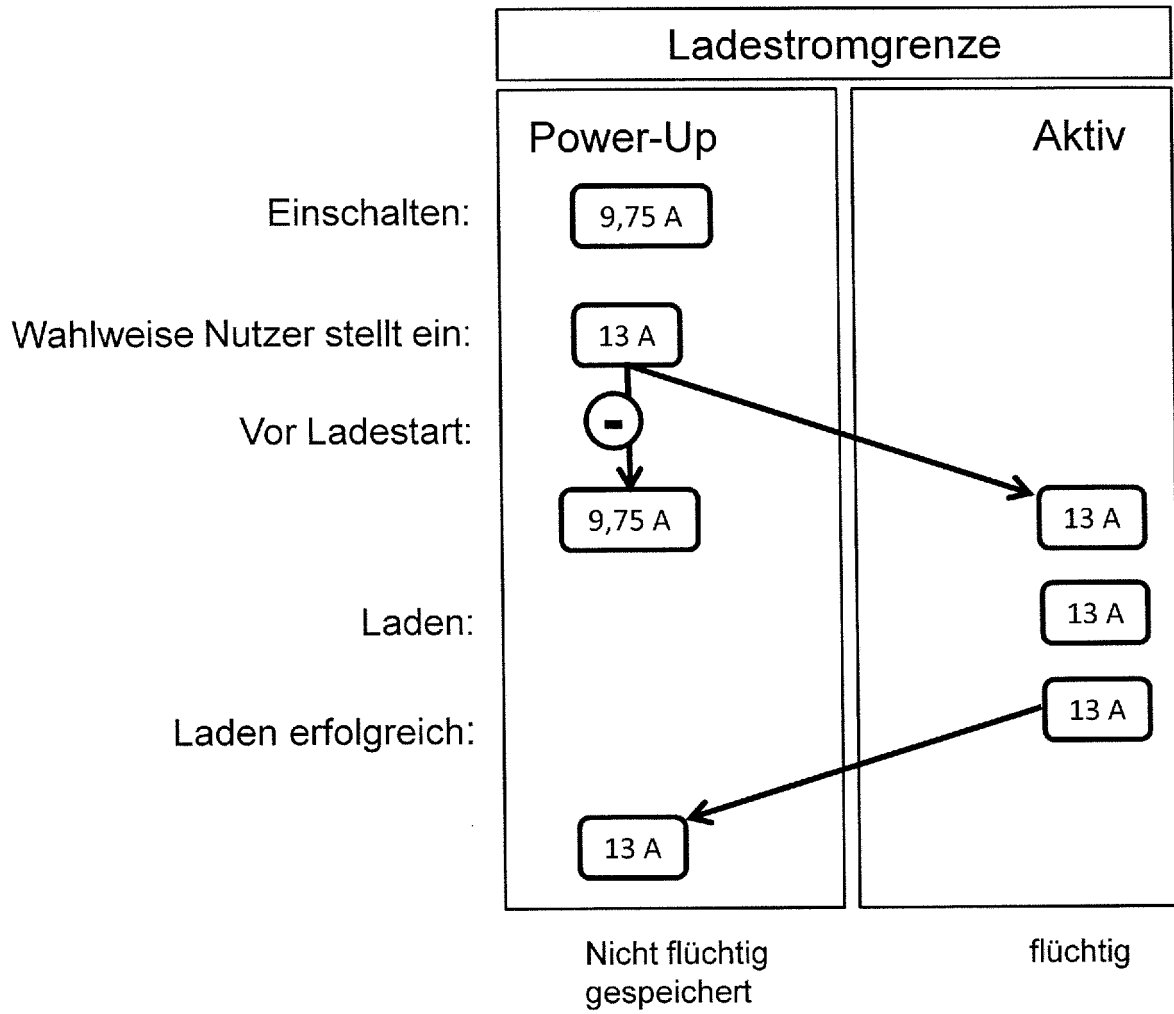 Ladestromgrenze
Power-Up
Aktiv
Einschalten:
9,75 A
Wahlweise Nutzer stellt ein:
13 A
Vor Ladestart:
-
9,75 A
13 A
Laden:
13 A
Laden erfolgreich:
13 A
13 A
Nicht flüchtig
gespeichert
flüchtig